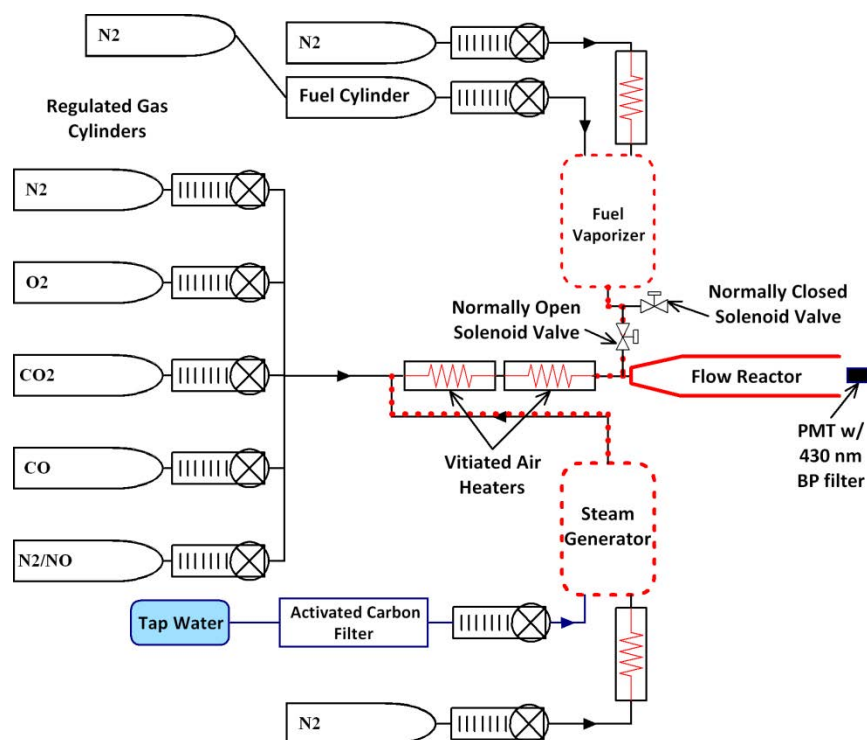 N2
N2
Fuel Cylinder
Regulated Gas
Cylinders
N2
Fuel
Vaporizer
O2
Normally Open
Solenoid Valve
Normally Closed
Solenoid Valve
CO2
Flow Reactor
Vitiated Air
Heaters
PMT w/
430 nm
BP filter
CO
Steam
Generator
N2/NO
Tap Water
Activated Carbon
Filter
N2